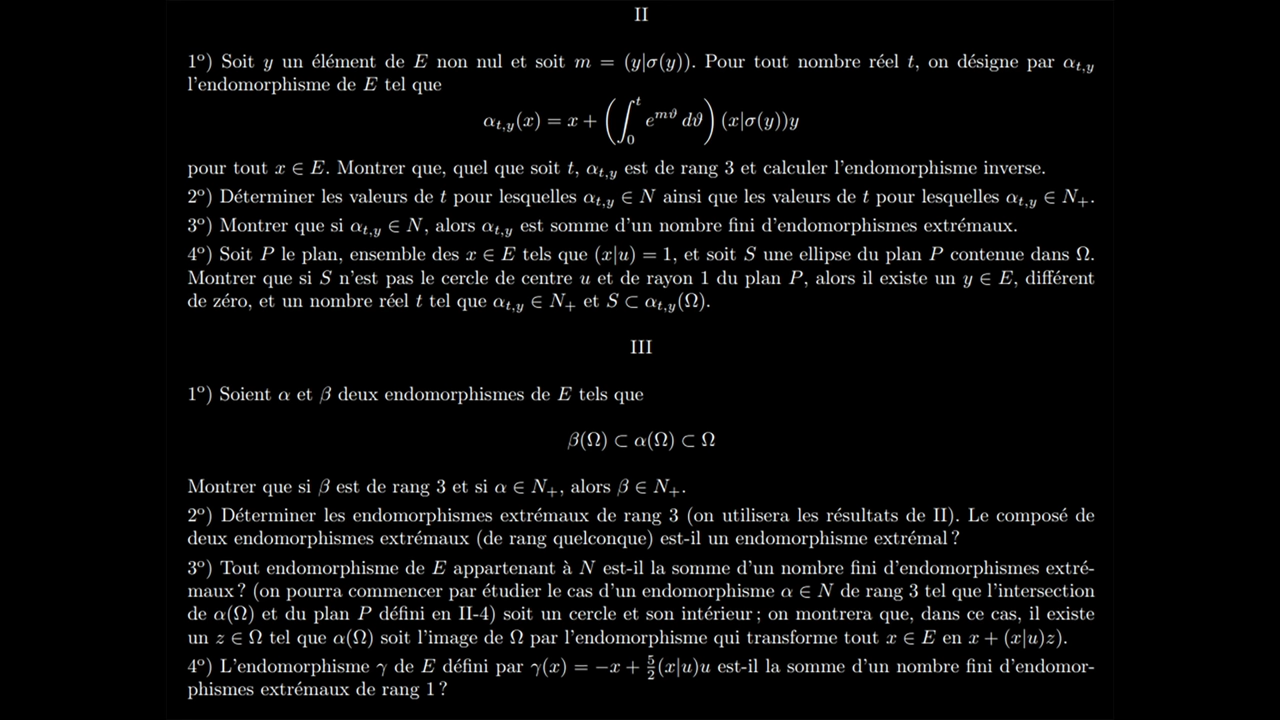 II
1º) Soit y un élément de E non nul et soit m = (y|σ(y)). Pour tout nombre réel t, on désigne par α_{t,y}
l'endomorphisme de E tel que
α_{t,y}(x) = x + (∫_0^t e^{mϑ} dϑ) (x|σ(y))y
pour tout x ∈ E. Montrer que, quel que soit t, α_{t,y} est de rang 3 et calculer l'endomorphisme inverse.
2º) Déterminer les valeurs de t pour lesquelles α_{t,y} ∈ N ainsi que les valeurs de t pour lesquelles α_{t,y} ∈ N_+.
3º) Montrer que si α_{t,y} ∈ N, alors α_{t,y} est somme d'un nombre fini d'endomorphismes extrémaux.
4º) Soit P le plan, ensemble des x ∈ E tels que (x|u) = 1, et soit S une ellipse du plan P contenue dans Ω.
Montrer que si S n'est pas le cercle de centre u et de rayon 1 du plan P, alors il existe un y ∈ E, différent
de zéro, et un nombre réel t tel que α_{t,y} ∈ N_+ et S ⊂ α_{t,y}(Ω).
III
1º) Soient α et β deux endomorphismes de E tels que
β(Ω) ⊂ α(Ω) ⊂ Ω
Montrer que si β est de rang 3 et si α ∈ N_+, alors β ∈ N_+.
2º) Déterminer les endomorphismes extrémaux de rang 3 (on utilisera les résultats de II). Le composé de
deux endomorphismes extrémaux (de rang quelconque) est-il un endomorphisme extrémal ?
3º) Tout endomorphisme de E appartenant à N est-il la somme d'un nombre fini d'endomorphismes extré-
maux ? (on pourra commencer par étudier le cas d'un endomorphisme α ∈ N de rang 3 tel que l'intersection
de α(Ω) et du plan P défini en II-4) soit un cercle et son intérieur ; on montrera que, dans ce cas, il existe
un z ∈ Ω tel que α(Ω) soit l'image de Ω par l'endomorphisme qui transforme tout x ∈ E en x + (x|u)z).
4º) L'endomorphisme γ de E défini par γ(x) = −x + 5/2(x|u)u est-il la somme d'un nombre fini d'endomor-
phismes extrémaux de rang 1 ?